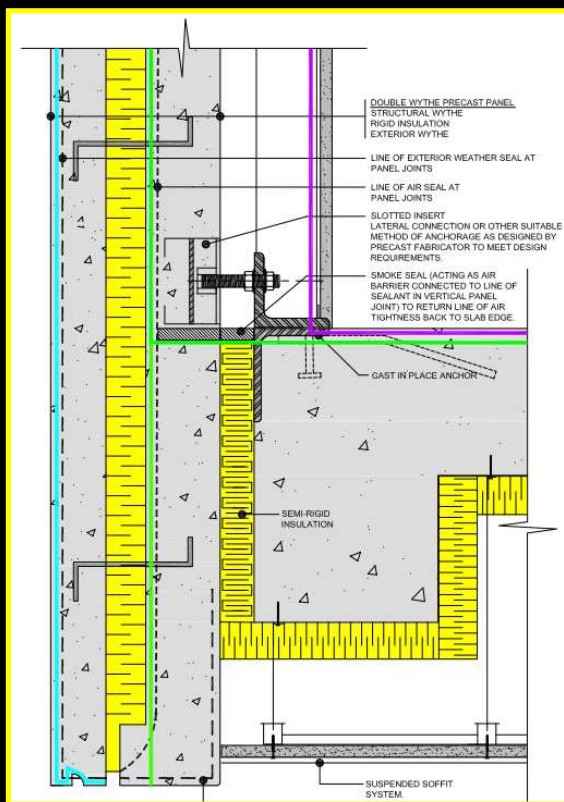 DOUBLE WYTHE PRECAST PANEL
STRUCTURAL WYTHE
RIGID INSULATION
EXTERIOR WYTHE
LINE OF EXTERIOR WEATHER SEAL AT
PANEL JOINTS
LINE OF AIR SEAL AT
PANEL JOINTS
SLOTTED INSERT
LATERAL CONNECTION OR OTHER SUITABLE
METHOD OF ANCHORAGE AS DESIGNED BY
PRECAST FABRICATOR TO MEET DESIGN
REQUIREMENTS.
SMOKE SEAL (ACTING AS AIR
BARRIER CONNECTED TO LINE OF
SEALANT IN VERTICAL PANEL
JOINT) TO RETURN LINE OF AIR
TIGHTNESS BACK TO SLAB EDGE.
CAST IN PLACE ANCHOR
SEMI-RIGID
INSULATION
SUSPENDED SOFFIT
SYSTEM.